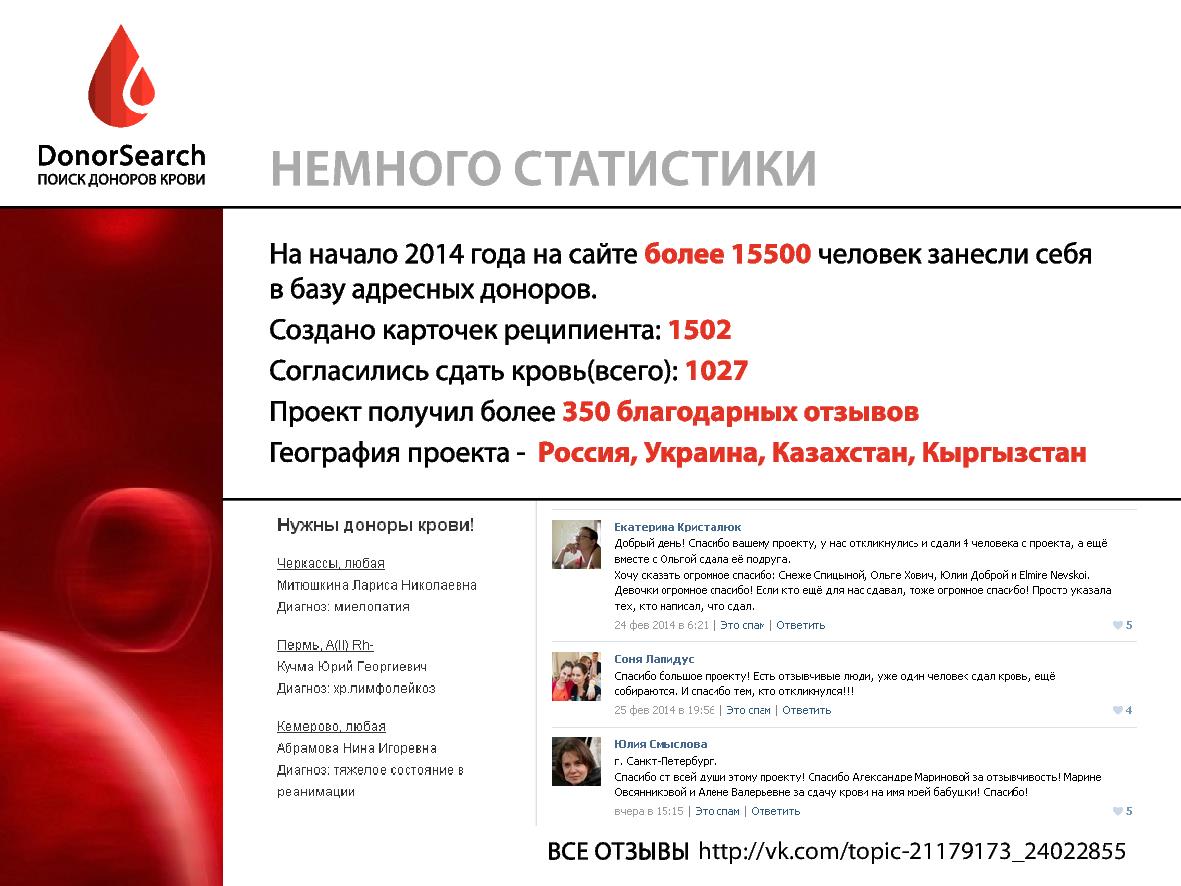 DonorSearch
ПОИСК ДОНОРОВ КРОВИ
НЕМНОГО СТАТИСТИКИ
На начало 2014 года на сайте более 15500 человек занесли себя
в базу адресных доноров.
Создано карточек реципиента: 1502
Согласились сдать кровь(всего): 1027
Проект получил более 350 благодарных отзывов
География проекта - Россия, Украина, Казахстан, Кыргызстан
Нужны доноры крови!
Черкассы, любая
Митюшкина Лариса Николаевна
Диагноз: миелопатия
Пермь, A(II) Rh-
Кучма Юрий Георгиевич
Диагноз: хр.лимфолейкоз
Кемерово, любая
Абрамова Нина Игоревна
Диагноз: тяжелое состояние в
реанимации
Екатерина Кристалюк
Добрый день! Спасибо вашему проекту, у нас откликнулись и сдали 4 человека с проекта, а ещё
вместе с Ольгой сдала её подруга.
Хочу сказать огромное спасибо: Снеже Спицыной, Ольге Хович, Юлии Доброй и Elmire Nevskoi.
Девочки огромное спасибо! Если кто ещё для нас сдавал, тоже огромное спасибо! Просто указала
тех, кто написал, что сдал.
24 фев 2014 в 6:21 | Это спам | Ответить 5
Соня Лапидус
Спасибо большое проекту! Есть отзывчивые люди, уже один человек сдал кровь, ещё
собираются. И спасибо тем, кто откликнулся!!!
25 фев 2014 в 19:56 | Это спам | Ответить 4
Юлия Смыслова
г. Санкт-Петербург.
Спасибо от всей души этому проекту! Спасибо Александре Мариновой за отзывчивость! Марине
Овсянниковой и Алене Валерьевне за сдачу крови на имя моей бабушки! Спасибо!
вчера в 15:15 | Это спам | Ответить 5
ВСЕ ОТЗЫВЫ http://vk.com/topic-21179173_24022855